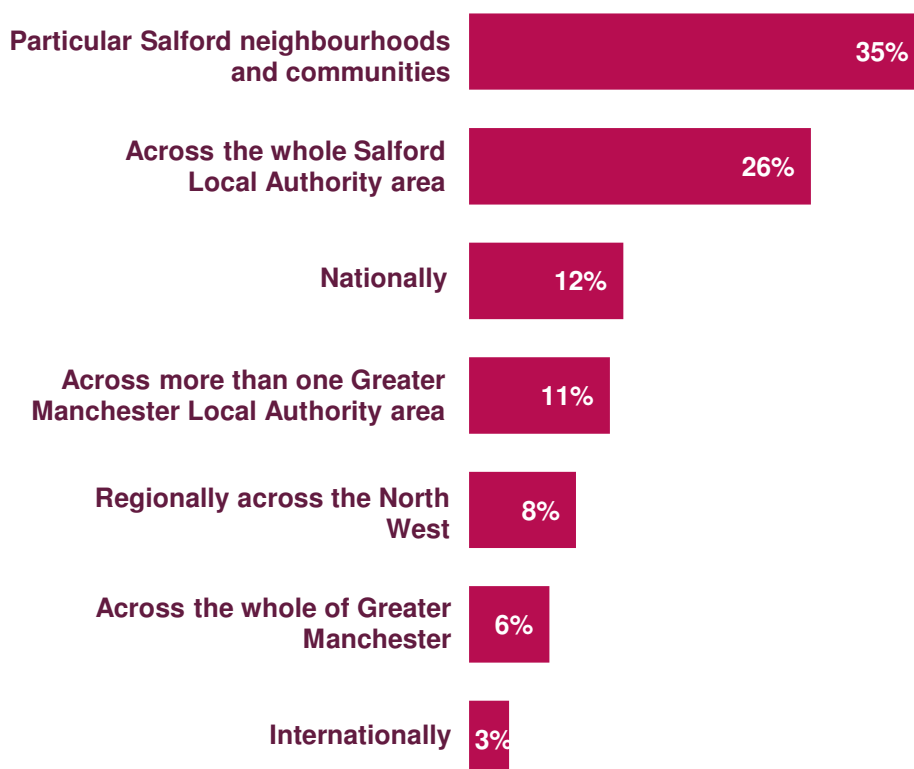 Particular Salford neighbourhoods
and communities
35%
Across the whole Salford
Local Authority area
26%
Nationally
12%
Across more than one Greater
Manchester Local Authority area
11%
Regionally across the North
West
8%
Across the whole of Greater
Manchester
6%
Internationally
3%